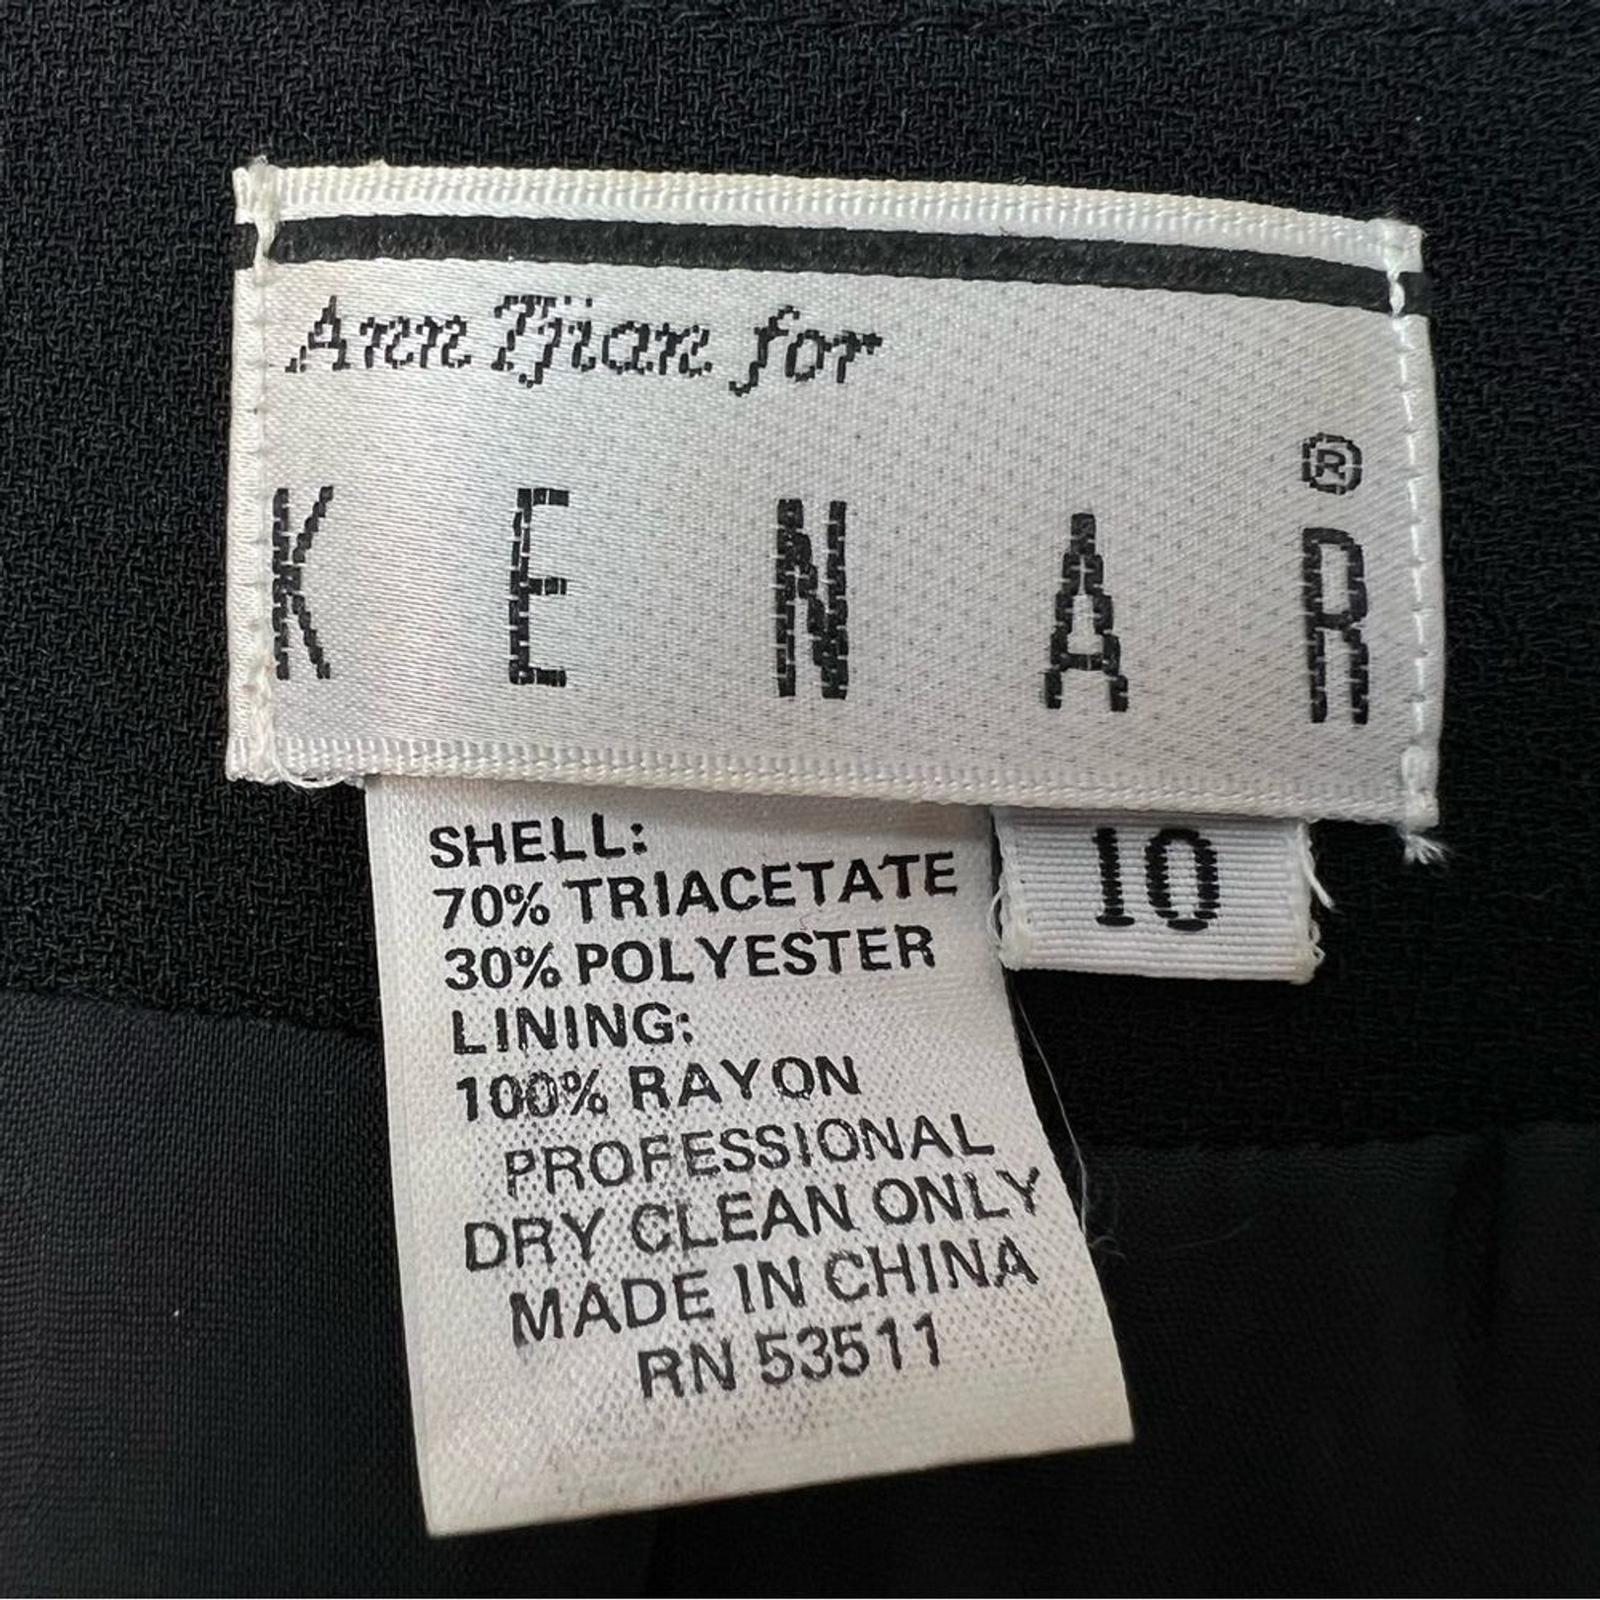 Ann Tjian for
KENAR®
10
SHELL:
70% TRIACETATE
30% POLYESTER
LINING:
100% RAYON
PROFESSIONAL
DRY CLEAN ONLY
MADE IN CHINA
RN 53511